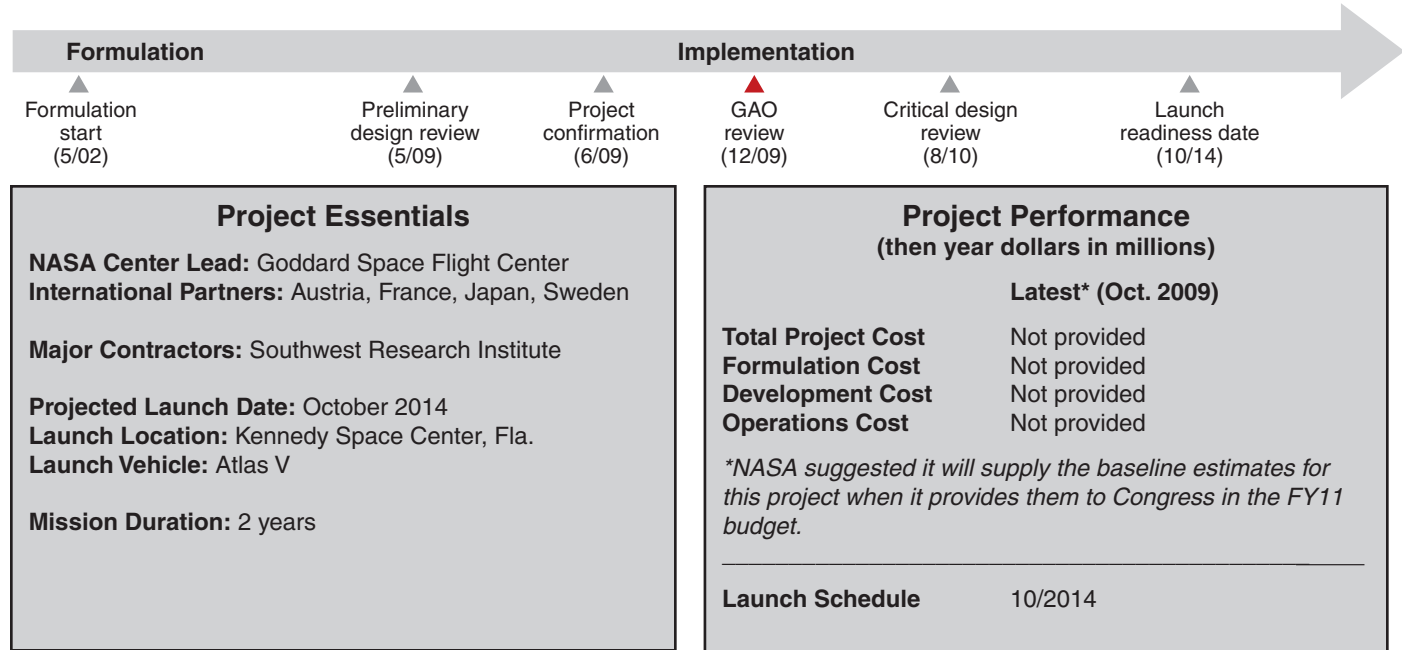 Formulation
Implementation
Formulation
start
(5/02)
Preliminary
design review
(5/09)
Project
confirmation
(6/09)
GAO
review
(12/09)
Critical design
review
(8/10)
Launch
readiness date
(10/14)
Project Essentials
NASA Center Lead: Goddard Space Flight Center
International Partners: Austria, France, Japan, Sweden
Major Contractors: Southwest Research Institute
Projected Launch Date: October 2014
Launch Location: Kennedy Space Center, Fla.
Launch Vehicle: Atlas V
Mission Duration: 2 years
Project Performance
(then year dollars in millions)
Latest* (Oct. 2009)
Total Project Cost Not provided
Formulation Cost Not provided
Development Cost Not provided
Operations Cost Not provided
*NASA suggested it will supply the baseline estimates for
this project when it provides them to Congress in the FY11
budget.
Launch Schedule 10/2014